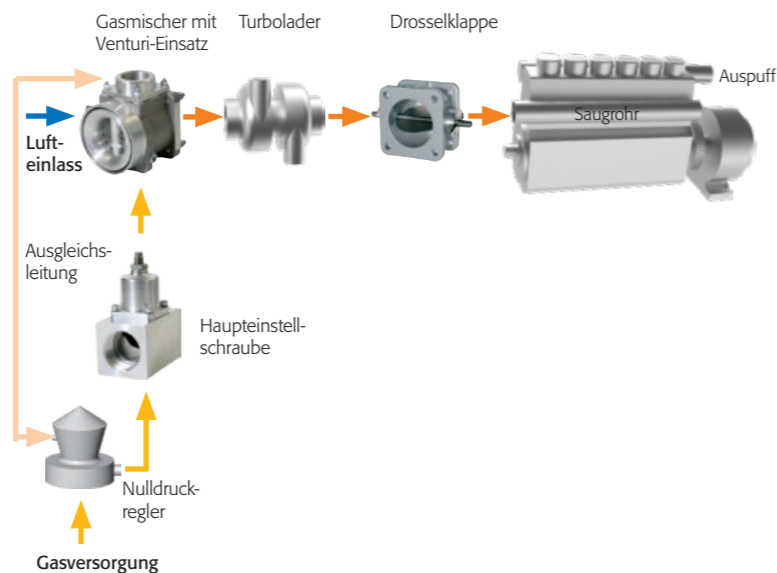 Gasmischer mit
Venturi-Einsatz
Turbolader
Drosselklappe
Auspuff
Saugrohr
Luft-
einlass
Ausgleichs-
leitung
Haupteinstell-
schraube
Nulldruck-
regler
Gasversorgung